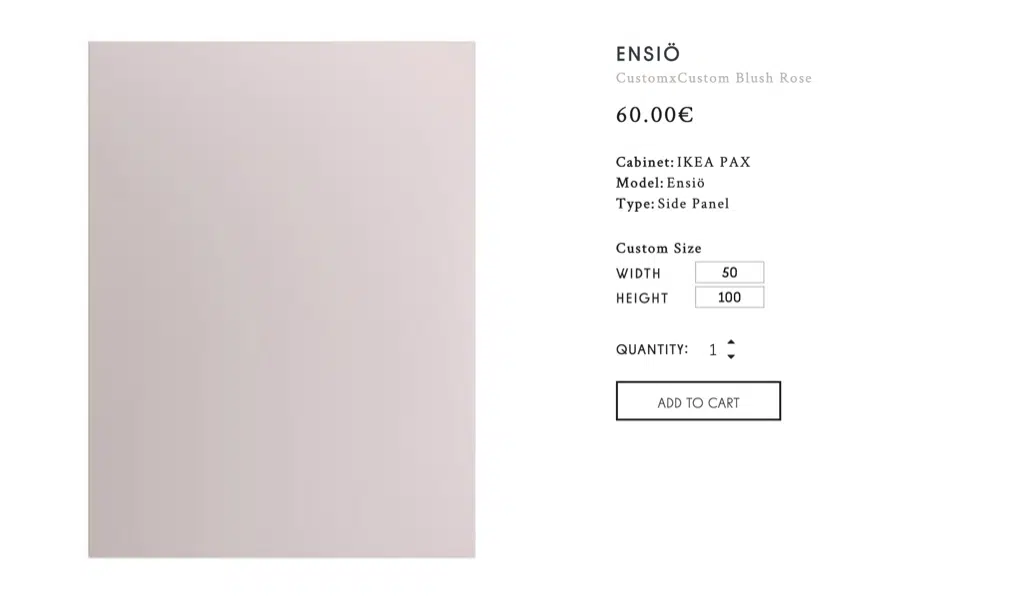 ENSIÖ
CustomxCustom Blush Rose
60.00€
Cabinet: IKEA PAX
Model: Ensiö
Type: Side Panel
Custom Size
WIDTH 50
HEIGHT 100
QUANTITY: 1
ADD TO CART